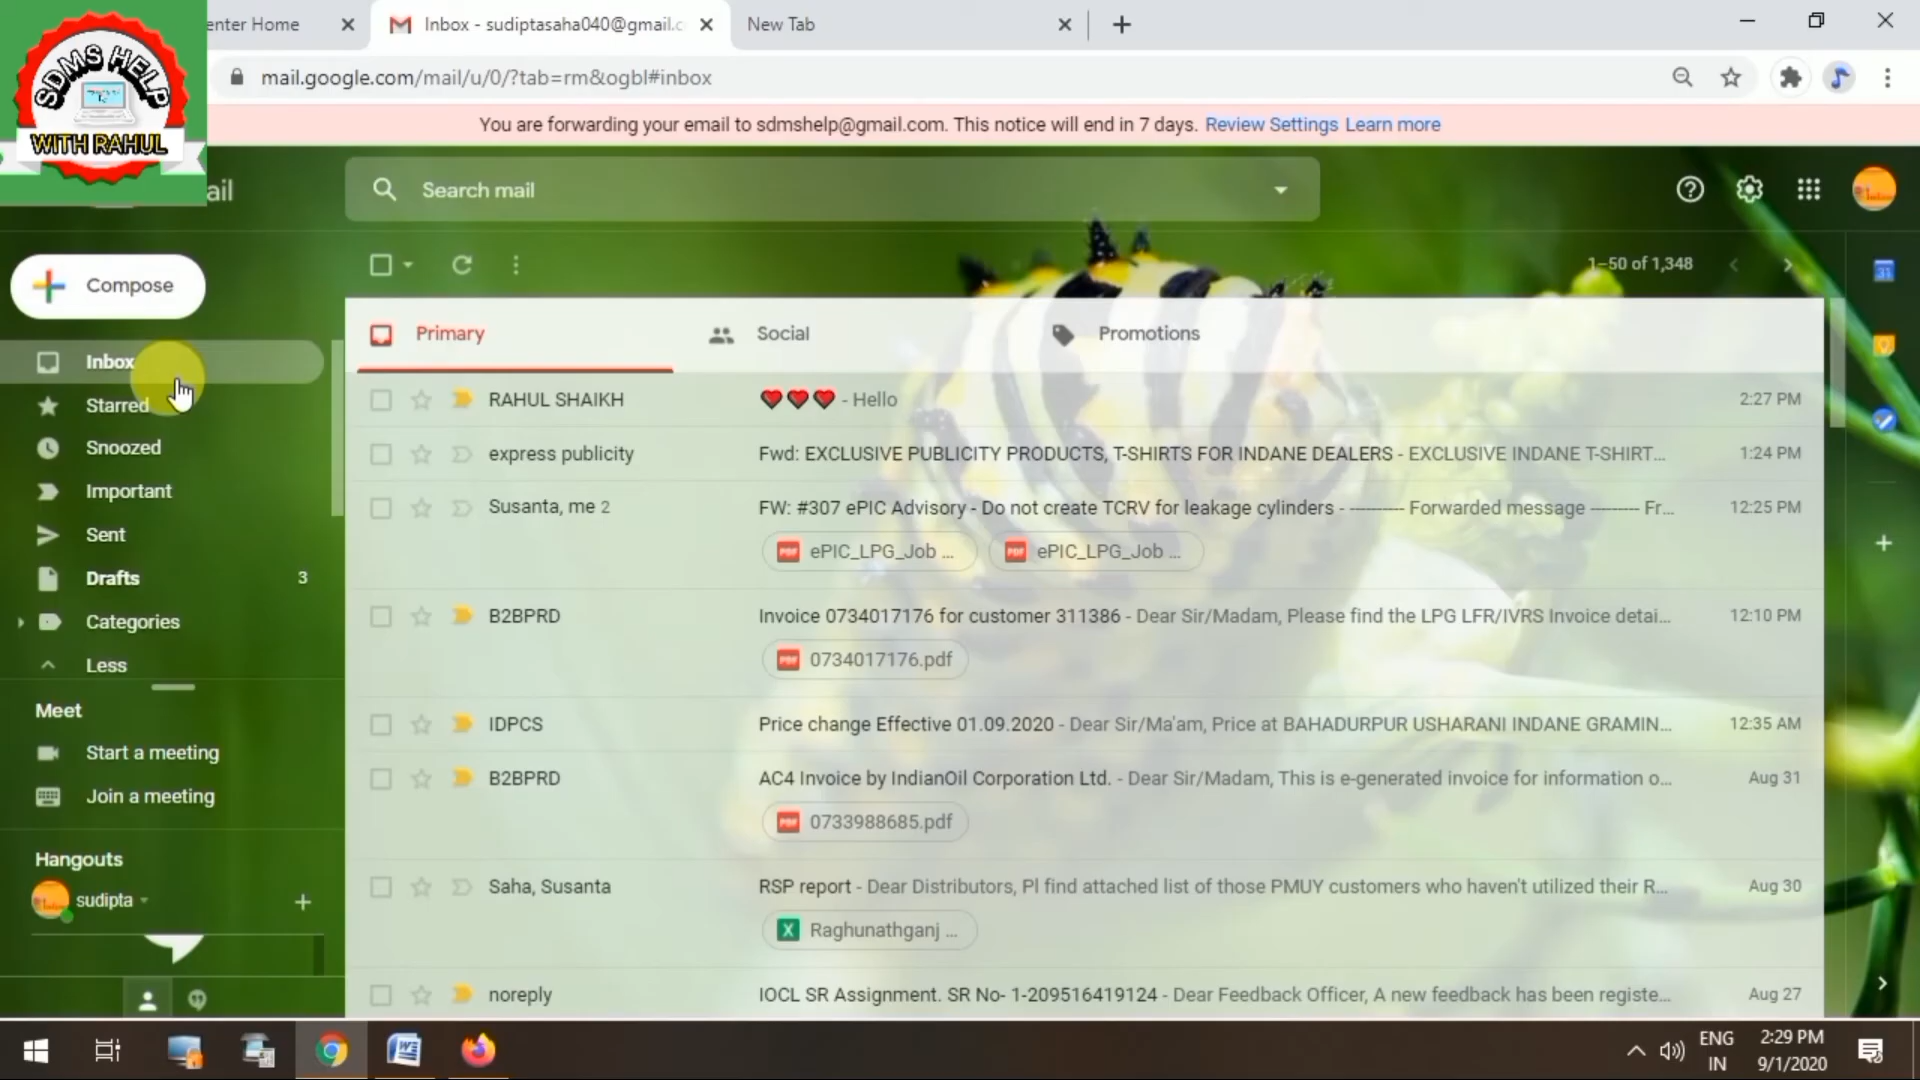 SDMS HELP
WITH RAHUL
enter Home
Inbox - sudiptasaha040@gmail.c
New Tab
mail.google.com/mail/u/0/?tab=rm&ogbl#inbox
You are forwarding your email to sdmshelp@gmail.com. This notice will end in 7 days. Review Settings Learn more
ail
Search mail
Compose
1–50 of 1,348
Inbox
Starred
Snoozed
Important
Sent
Drafts 3
Categories
Less
Meet
Start a meeting
Join a meeting
Hangouts
sudipta
Primary
Social
Promotions
RAHUL SHAIKH ❤❤❤ - Hello 2:27 PM
express publicity Fwd: EXCLUSIVE PUBLICITY PRODUCTS, T-SHIRTS FOR INDANE DEALERS - EXCLUSIVE INDANE T-SHIRT... 1:24 PM
Susanta, me 2 FW: #307 ePIC Advisory - Do not create TCRV for leakage cylinders - ---------- Forwarded message --------- Fr... 12:25 PM
PDF ePIC_LPG_Job ... PDF ePIC_LPG_Job ...
B2BPRD Invoice 0734017176 for customer 311386 - Dear Sir/Madam, Please find the LPG LFR/IVRS Invoice detai... 12:10 PM
PDF 0734017176.pdf
IDPCS Price change Effective 01.09.2020 - Dear Sir/Ma'am, Price at BAHADURPUR USHARANI INDANE GRAMIN... 12:35 AM
B2BPRD AC4 Invoice by IndianOil Corporation Ltd. - Dear Sir/Madam, This is e-generated invoice for information o... Aug 31
PDF 0733988685.pdf
Saha, Susanta RSP report - Dear Distributors, Pl find attached list of those PMUY customers who haven't utilized their R... Aug 30
X Raghunathganj ...
noreply IOCL SR Assignment. SR No- 1-209516419124 - Dear Feedback Officer, A new feedback has been registe... Aug 27
31
ENG
IN
2:29 PM
9/1/2020